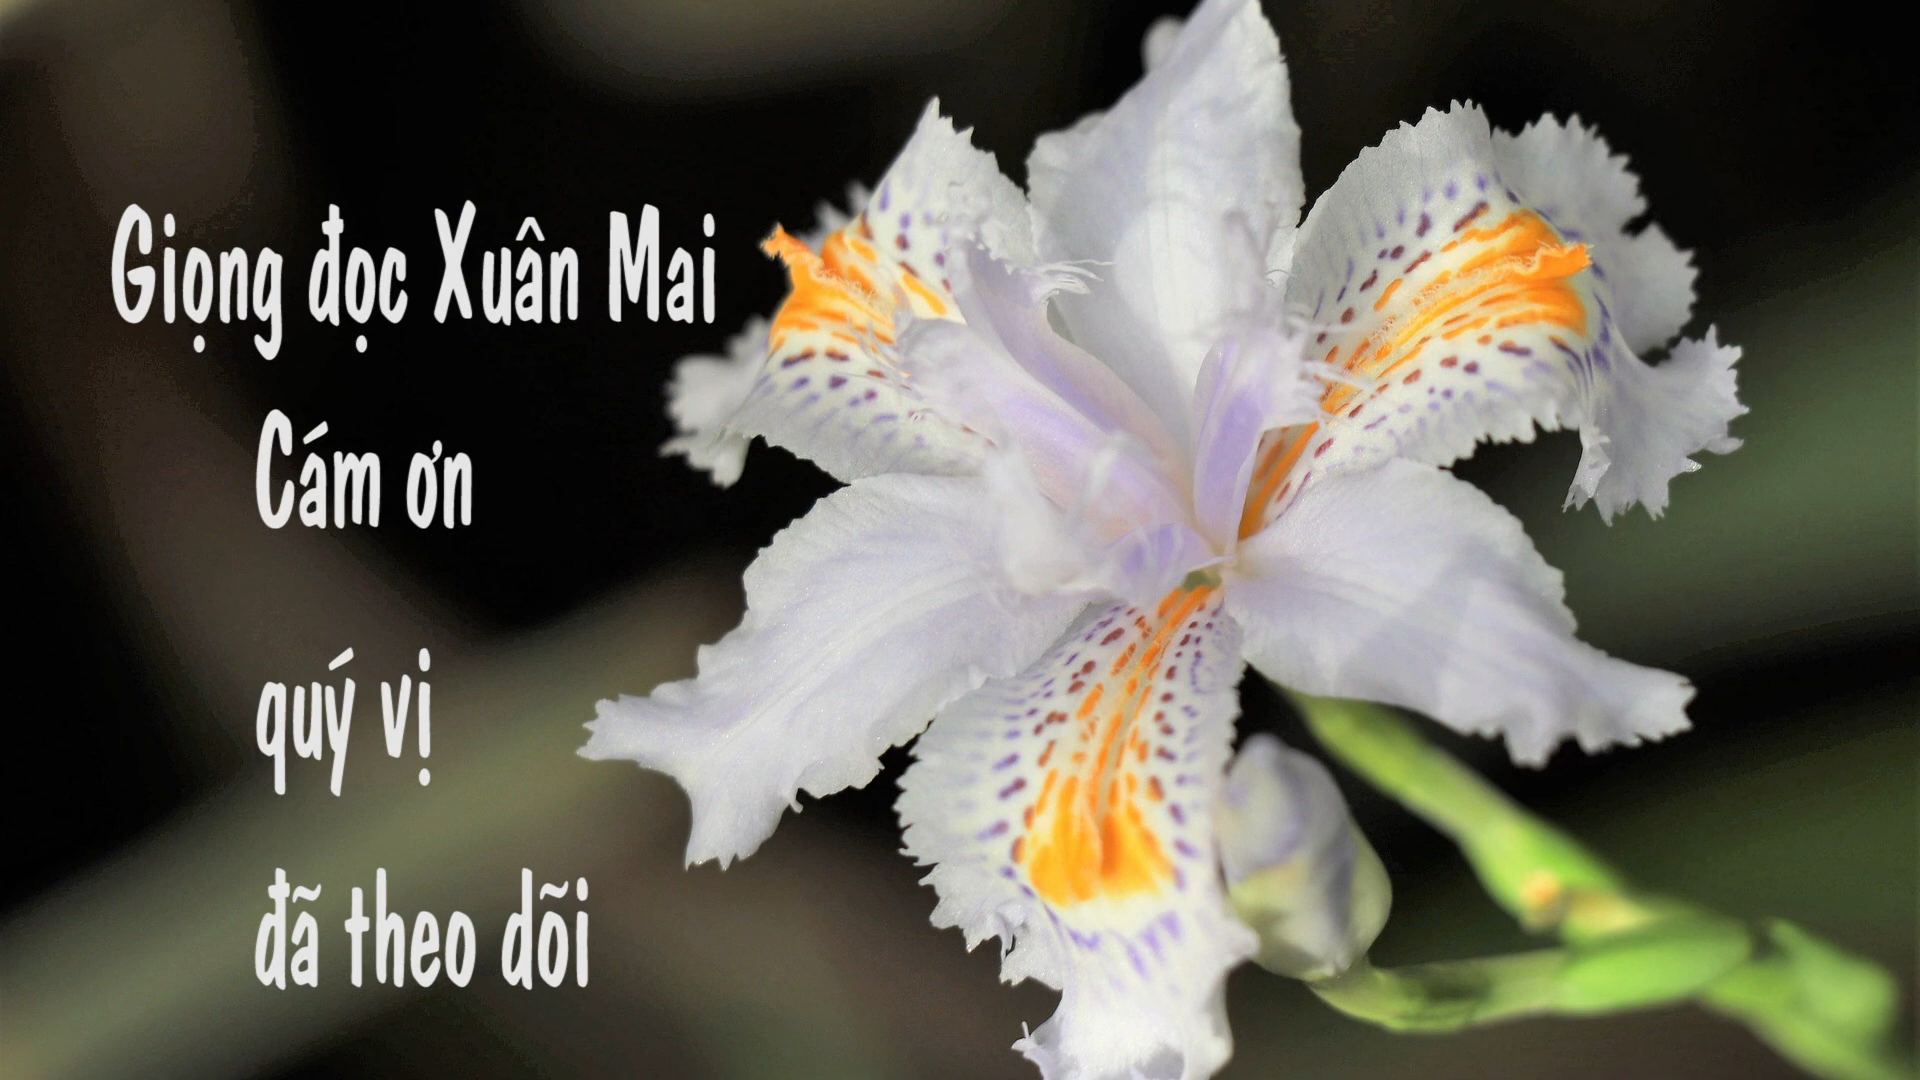 Giọng đọc Xuân Mai
Cám ơn
quý vị
đã theo dõi